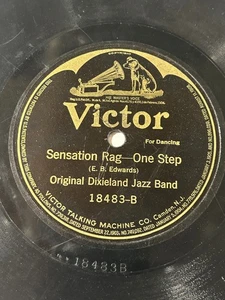 "HIS MASTER'S VOICE"
Victor
For Dancing
Sensation Rag—One Step
(E. B. Edwards)
Original Dixieland Jazz Band
18483-B
VICTOR TALKING MACHINE CO. Camden, N.J.
18483B